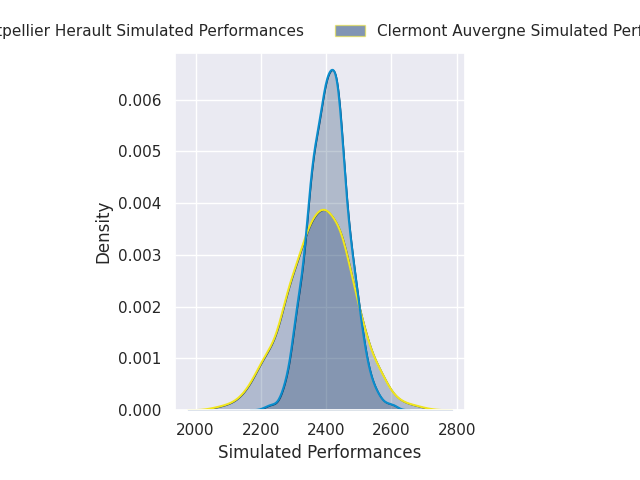 tpellier Herault Simulated Performances
Clermont Auvergne Simulated Perf
0.006
0.005
0.004
0.003
0.002
0.001
0.000
Density
2000 2200 2400 2600 2800
Simulated Performances